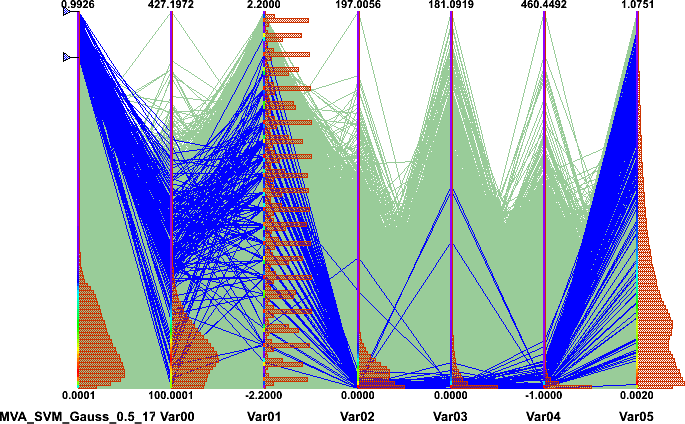 0.9926 427.1972 2.2000 197.0056 181.0919 460.4492 1.0751
0.0001 100.0001 -2.2000 0.0000 0.0000 -1.0000 0.0020
MVA_SVM_Gauss_0.5_17 Var00 Var01 Var02 Var03 Var04 Var05